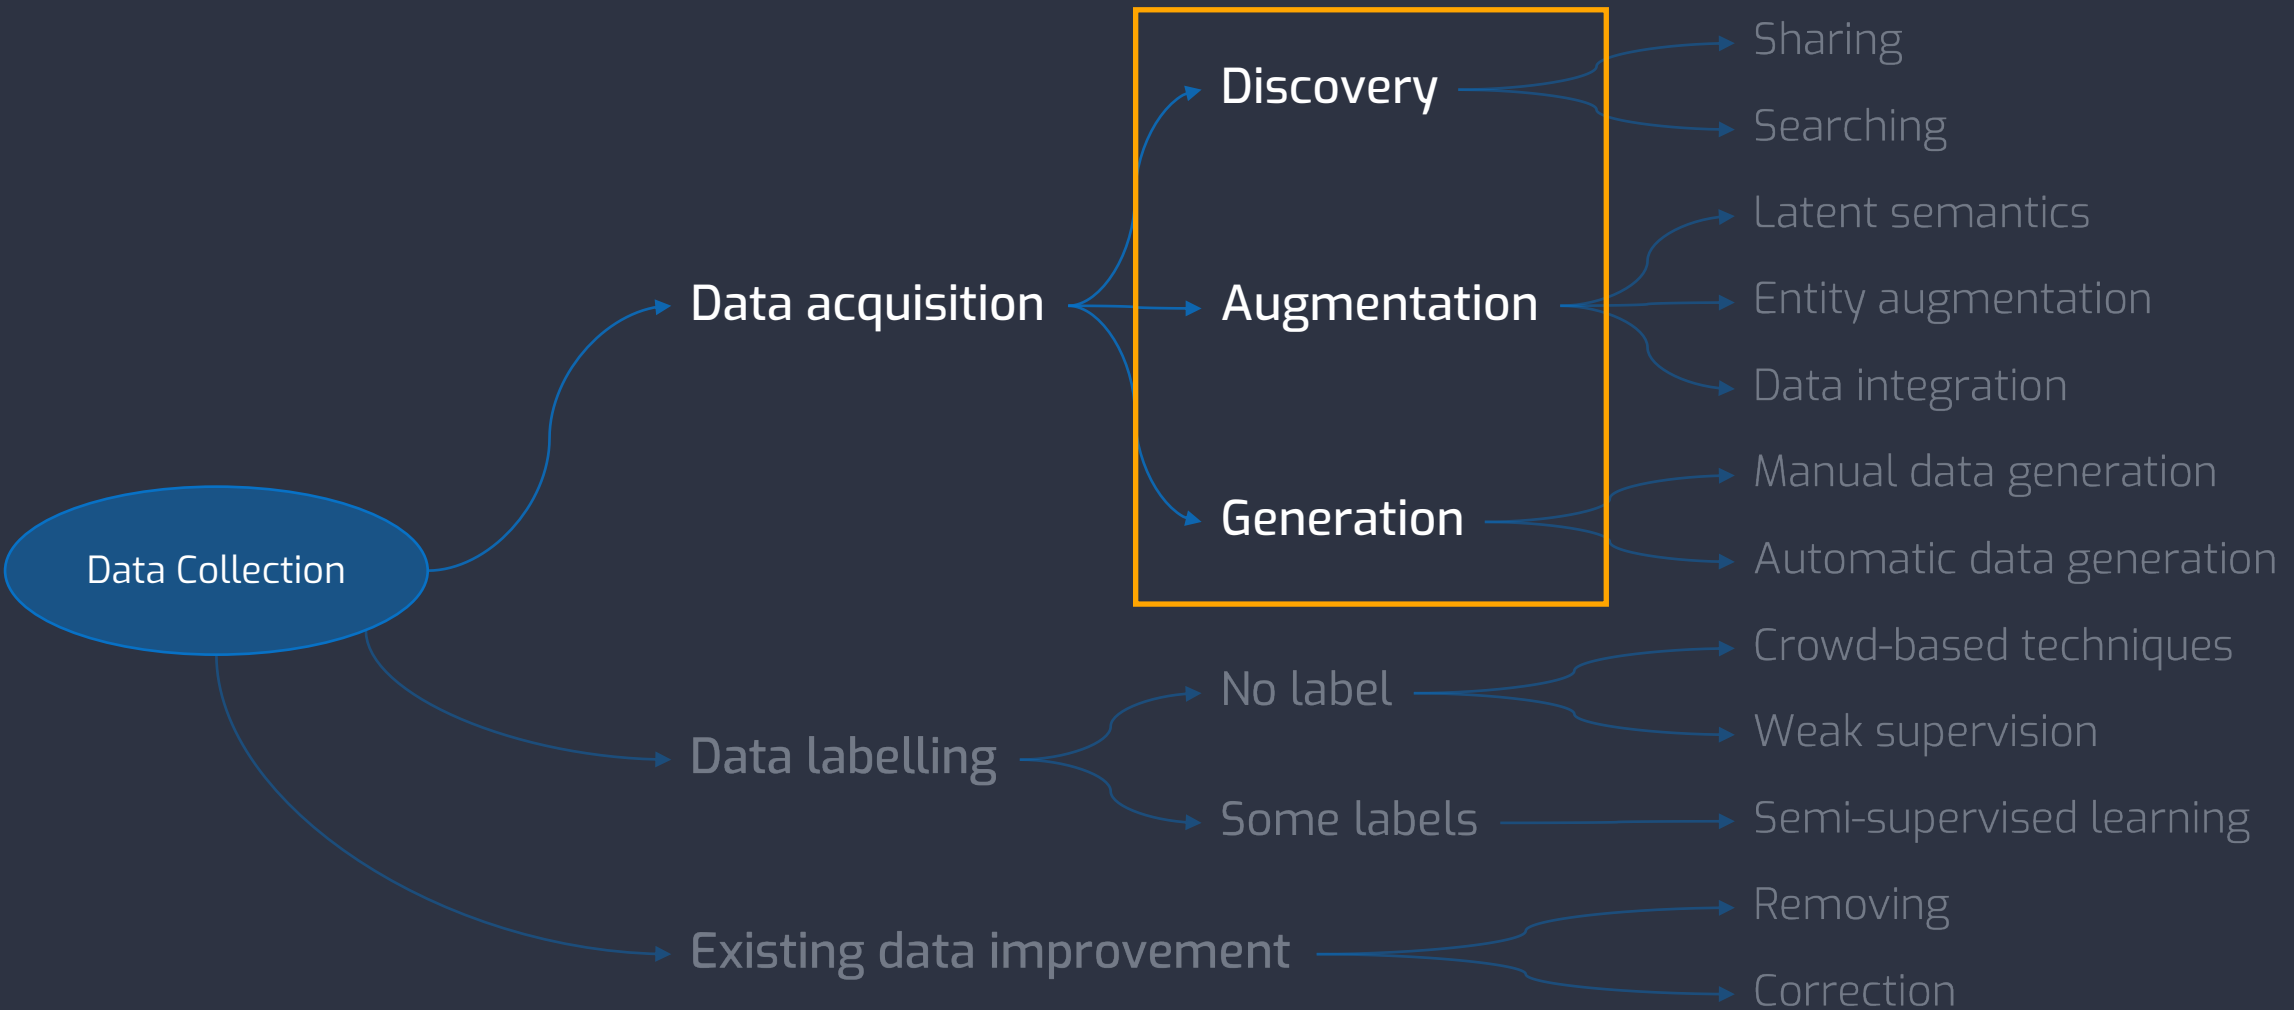 Data Collection
Data acquisition
Discovery
Sharing
Searching
Augmentation
Latent semantics
Entity augmentation
Data integration
Generation
Manual data generation
Automatic data generation
Data labelling
No label
Crowd-based techniques
Weak supervision
Some labels
Semi-supervised learning
Existing data improvement
Removing
Correction